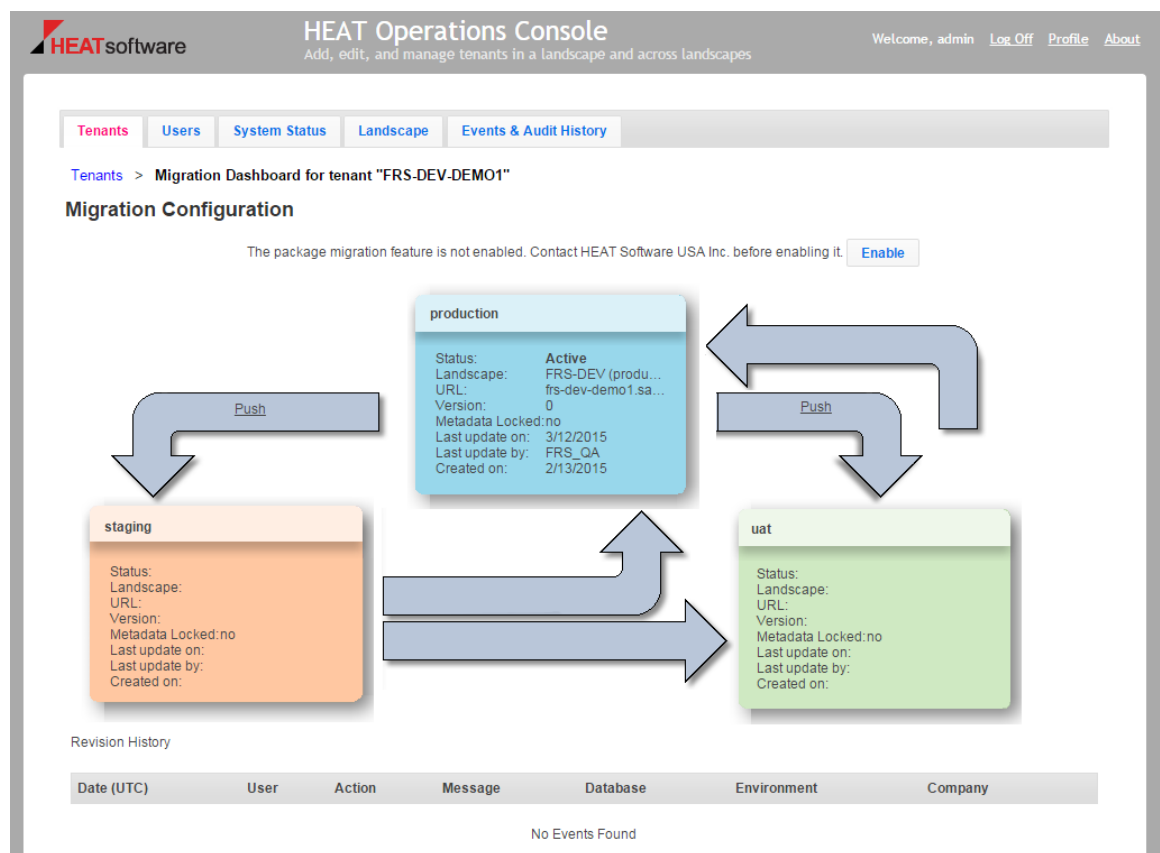 HEATsoftware
HEAT Operations Console
Add, edit, and manage tenants in a landscape and across landscapes
Welcome, admin Log Off Profile About
Tenants Users System Status Landscape Events & Audit History
Tenants > Migration Dashboard for tenant "FRS-DEV-DEMO1"
Migration Configuration
The package migration feature is not enabled. Contact HEAT Software USA Inc. before enabling it. Enable
production
Status: Active
Landscape: FRS-DEV (produ...
URL: frs-dev-demo1.sa...
Version: 0
Metadata Locked:no
Last update on: 3/12/2015
Last update by: FRS_QA
Created on: 2/13/2015
Push
Push
staging
Status:
Landscape:
URL:
Version:
Metadata Locked:no
Last update on:
Last update by:
Created on:
uat
Status:
Landscape:
URL:
Version:
Metadata Locked:no
Last update on:
Last update by:
Created on:
Revision History
Date (UTC) User Action Message Database Environment Company
No Events Found